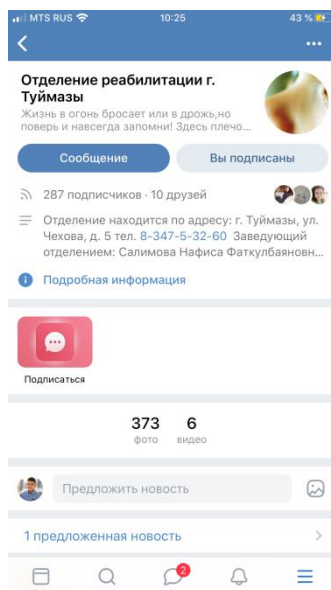 MTS RUS 10:25 43 %
Отделение реабилитации г.
Туймазы
Жизнь в огонь бросает или в дрожь,но
поверь и навсегда запомни! Здесь плечо...
Сообщение Вы подписаны
287 подписчиков · 10 друзей
Отделение находится по адресу: г. Туймазы, ул.
Чехова, д. 5 тел. 8-347-5-32-60 Заведующий
отделением: Салимова Нафиса Фаткулбаяновн...
Подробная информация
Подписаться
373 6
фото видео
Предложить новость
1 предложенная новость
2